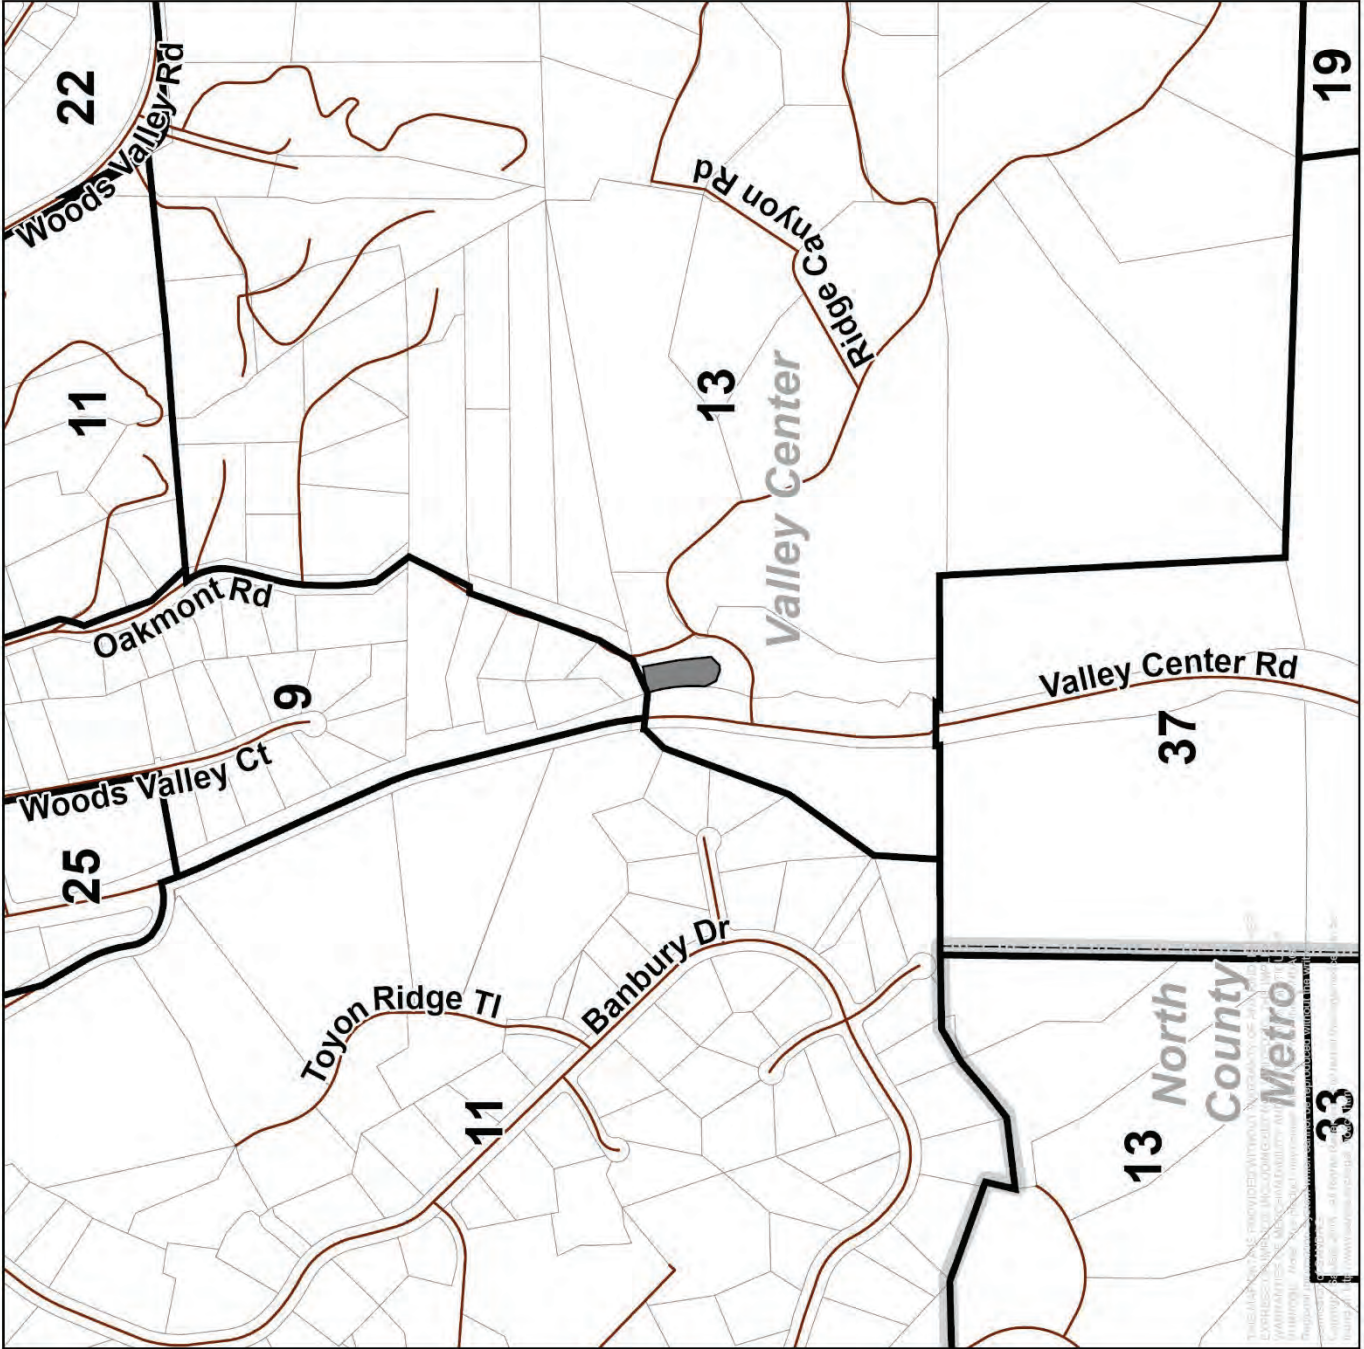 22
Woods Valley Rd
19
11
Ridge Canyon Rd
13
Valley Center
Oakmont Rd
9
Valley Center Rd
37
Woods Valley Ct
25
Banbury Dr
Toyon Ridge Tl
11
North
County
Metro
13
33